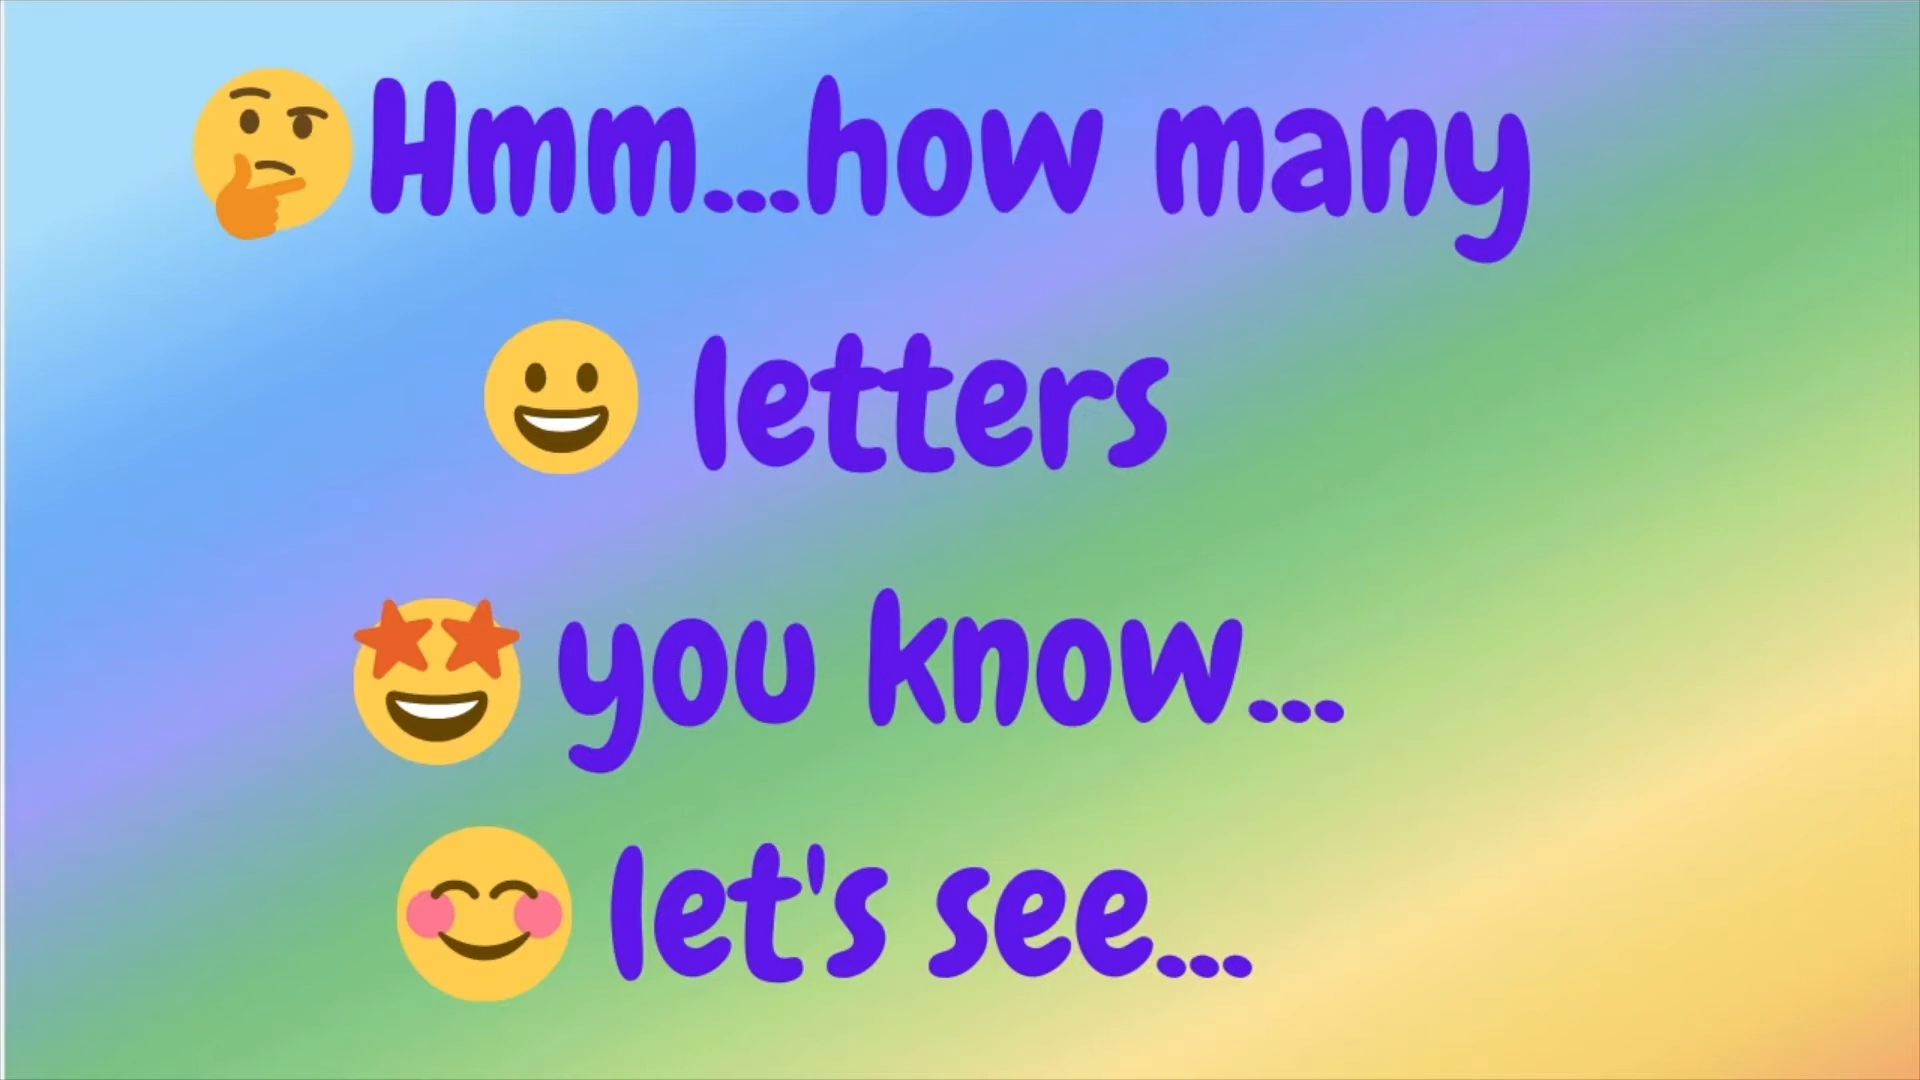 🤔Hmm...how many
😀 letters
🤩 you know...
😊 let's see...